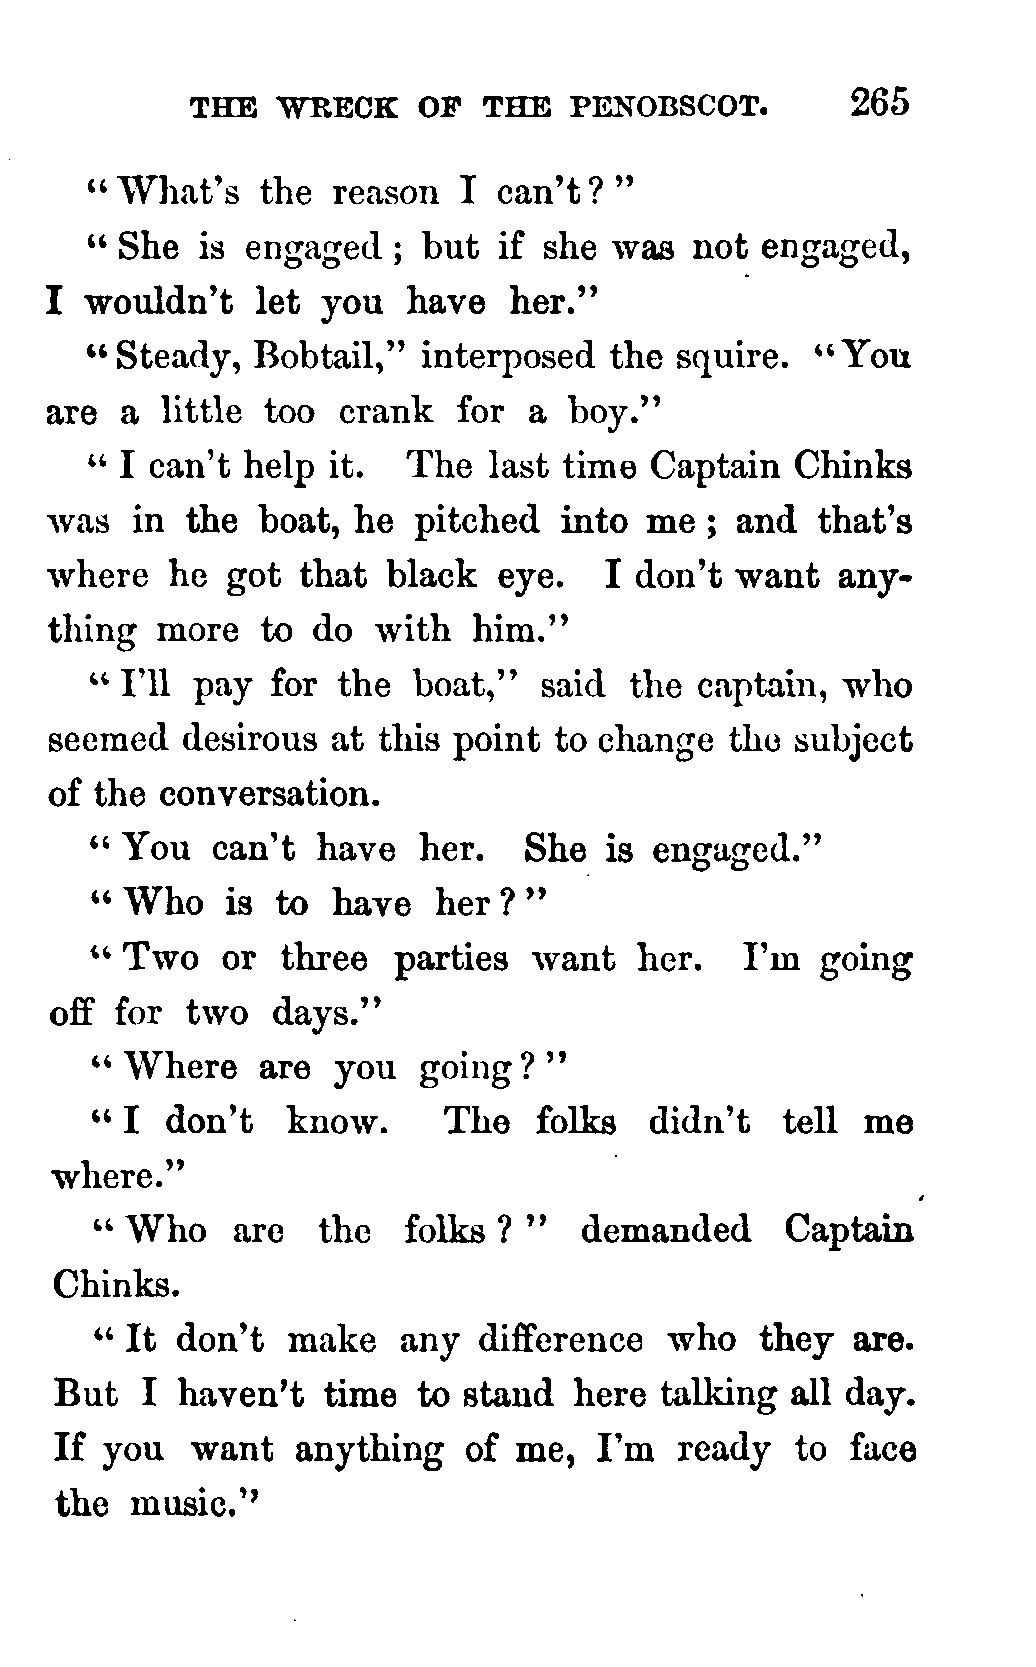 THE WRECK OF THE PENOBSCOT. 265
"What's the reason I can't?"
"She is engaged; but if she was not engaged,
I wouldn't let you have her."
"Steady, Bobtail," interposed the squire. "You
are a little too crank for a boy."
"I can't help it. The last time Captain Chinks
was in the boat, he pitched into me; and that's
where he got that black eye. I don't want any-
thing more to do with him."
"I'll pay for the boat," said the captain, who
seemed desirous at this point to change the subject
of the conversation.
"You can't have her. She is engaged."
"Who is to have her?"
"Two or three parties want her. I'm going
off for two days."
"Where are you going?"
"I don't know. The folks didn't tell me
where."
"Who are the folks?" demanded Captain
Chinks.
"It don't make any difference who they are.
But I haven't time to stand here talking all day.
If you want anything of me, I'm ready to face
the music."